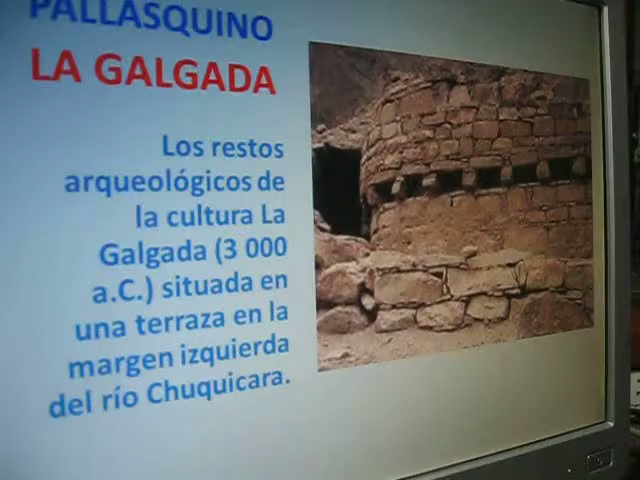 PALLASQUINO
LA GALGADA
Los restos
arqueológicos de
la cultura La
Galgada (3 000
a.C.) situada en
una terraza en la
margen izquierda
del río Chuquicara.